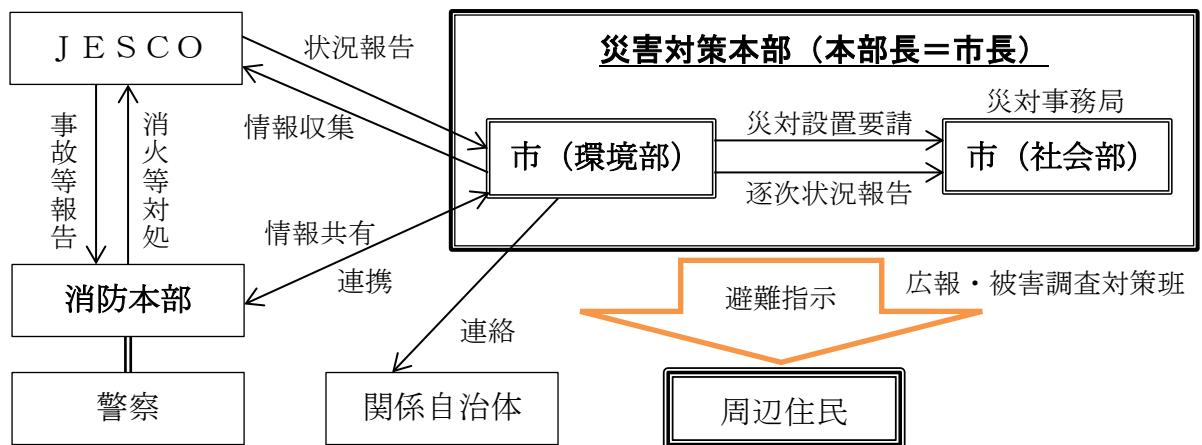 ＪＥＳＣＯ
状況報告
災害対策本部（本部長＝市長）
災対事務局
事故等報告
消火等対処
情報収集
市（環境部）
災対設置要請
逐次状況報告
市（社会部）
情報共有
連携
消防本部
連絡
避難指示
広報・被害調査対策班
警察
関係自治体
周辺住民